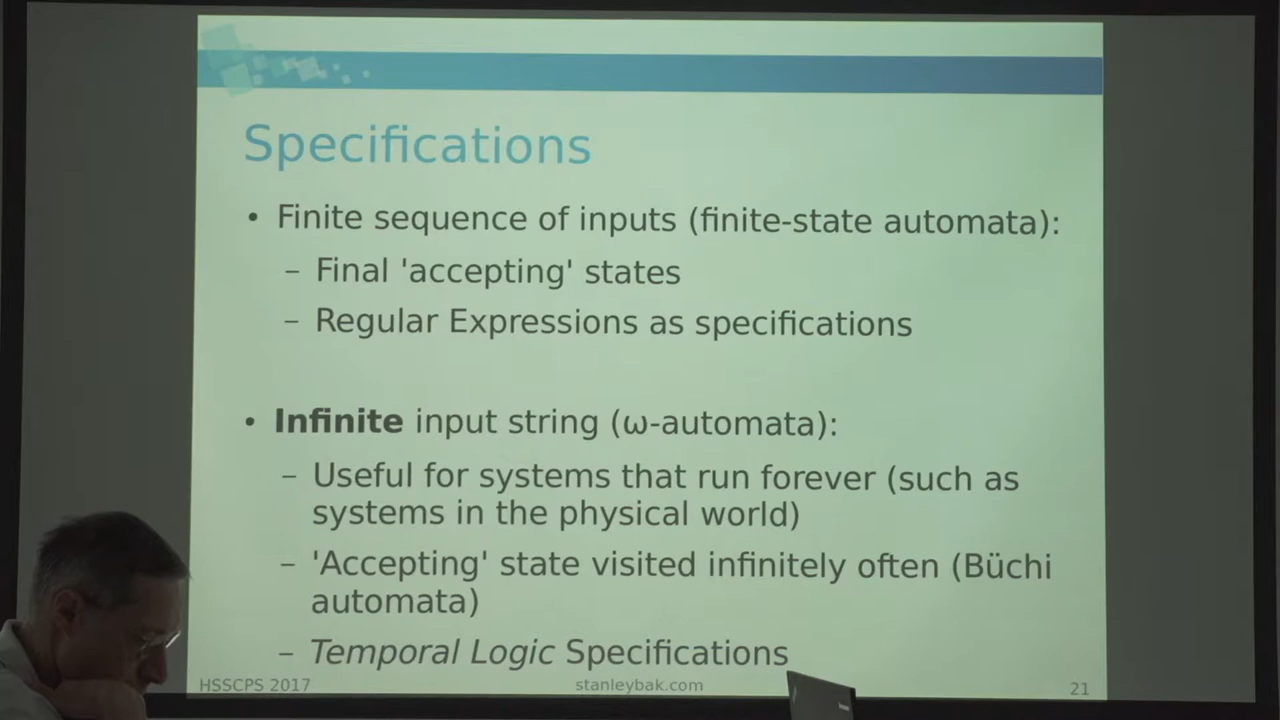 Specifications
• Finite sequence of inputs (finite-state automata):
– Final 'accepting' states
– Regular Expressions as specifications
• Infinite input string (ω-automata):
– Useful for systems that run forever (such as
systems in the physical world)
– 'Accepting' state visited infinitely often (Büchi
automata)
– Temporal Logic Specifications
HSSCPS 2017
stanleybak.com
21